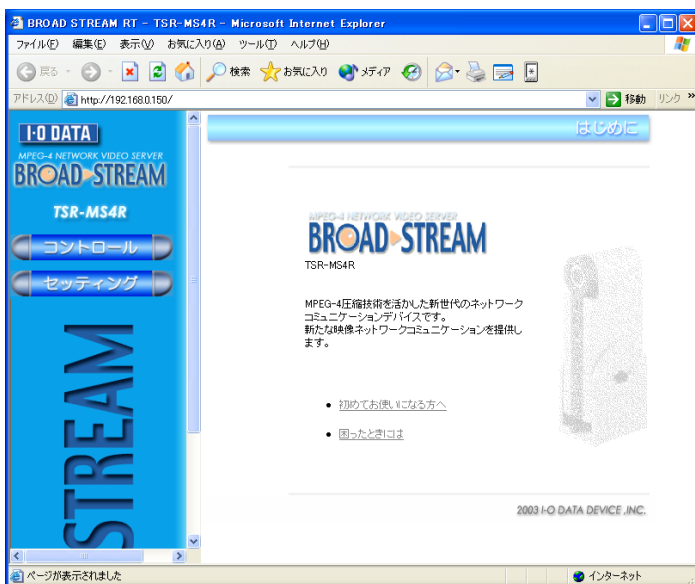 BROAD STREAM RT - TSR-MS4R - Microsoft Internet Explorer
ファイル(F) 編集(E) 表示(V) お気に入り(A) ツール(T) ヘルプ(H)
戻る 検索 お気に入り メディア
アドレス(D) http://192.168.0.150/ 移動 リンク »
I-O DATA
MPEG-4 NETWORK VIDEO SERVER
BROAD STREAM
TSR-MS4R
コントロール
セッティング
STREAM
はじめに
MPEG-4 NETWORK VIDEO SERVER
BROAD STREAM
TSR-MS4R
MPEG-4圧縮技術を活かした新世代のネットワーク
コミュニケーションデバイスです。
新たな映像ネットワークコミュニケーションを提供し
ます。
• 初めてお使いになる方へ
• 困ったときには
2003 I-O DATA DEVICE .INC.
ページが表示されました インターネット